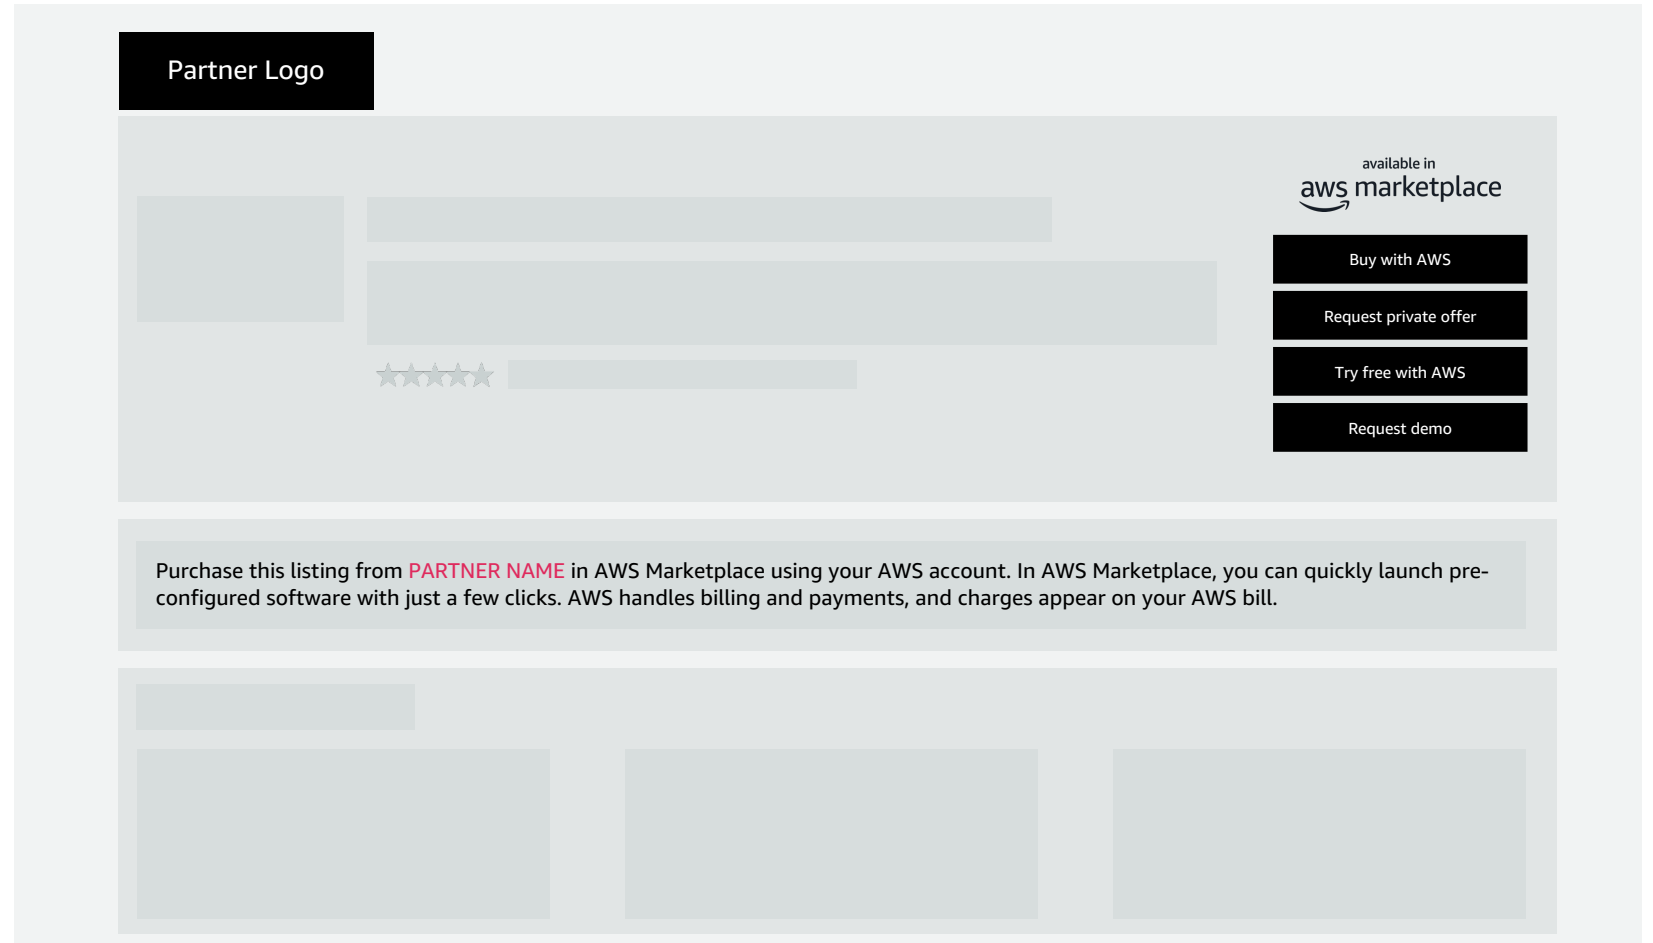 Partner Logo
available in
aws marketplace
Buy with AWS
Request private offer
Try free with AWS
Request demo
Purchase this listing from PARTNER NAME in AWS Marketplace using your AWS account. In AWS Marketplace, you can quickly launch pre-
configured software with just a few clicks. AWS handles billing and payments, and charges appear on your AWS bill.